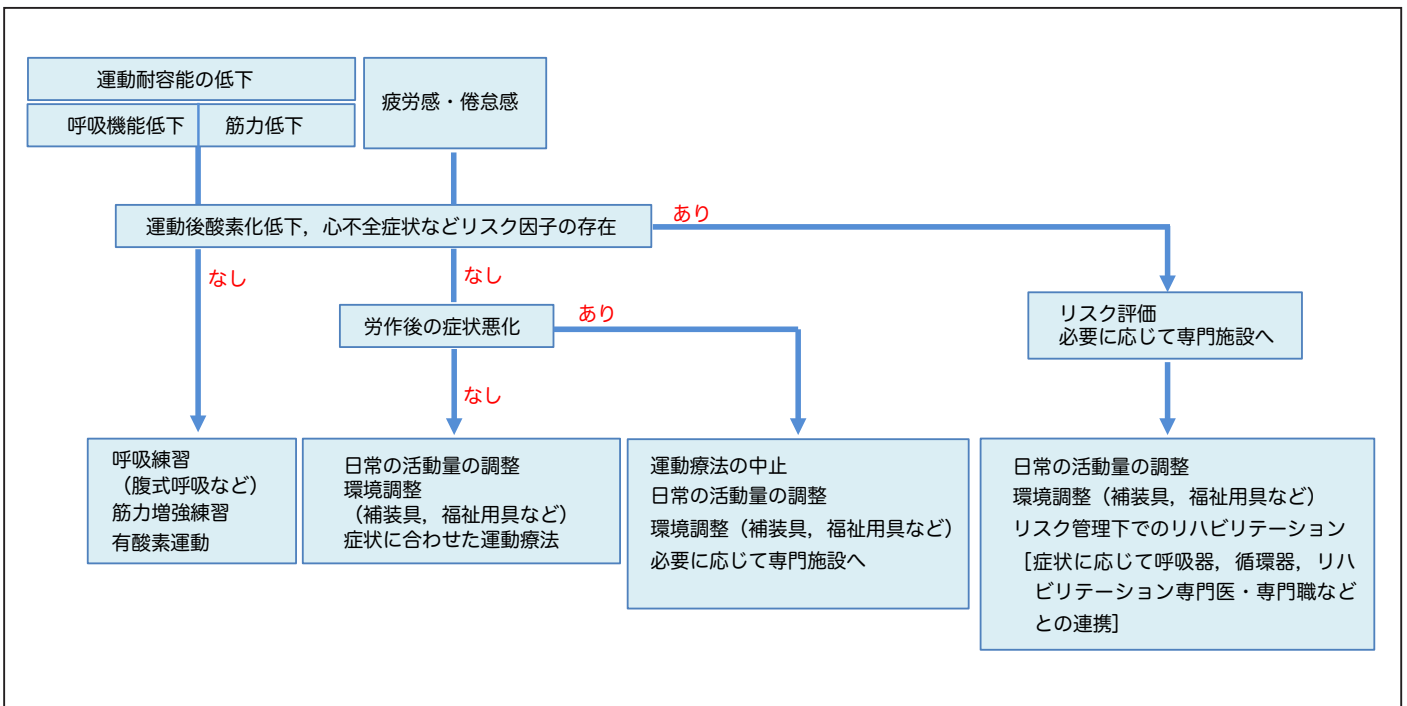 運動耐容能の低下
呼吸機能低下
筋力低下
疲労感・倦怠感
運動後酸素化低下，心不全症状などリスク因子の存在
あり
なし
なし
労作後の症状悪化
あり
なし
リスク評価
必要に応じて専門施設へ
呼吸練習
（腹式呼吸など）
筋力増強練習
有酸素運動
日常の活動量の調整
環境調整
（補装具，福祉用具など）
症状に合わせた運動療法
運動療法の中止
日常の活動量の調整
環境調整（補装具，福祉用具など）
必要に応じて専門施設へ
日常の活動量の調整
環境調整（補装具，福祉用具など）
リスク管理下でのリハビリテーション
［症状に応じて呼吸器，循環器，リハ
ビリテーション専門医・専門職など
との連携］